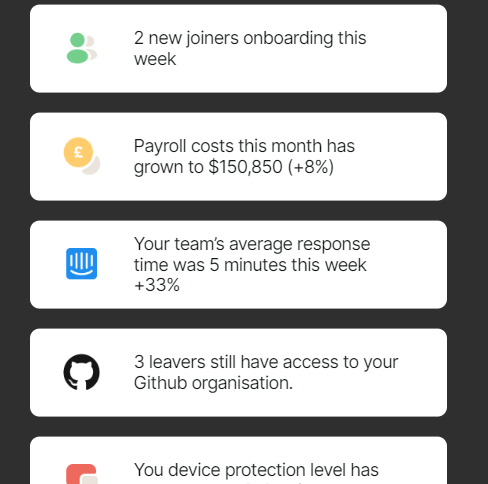 2 new joiners onboarding this
week
£
Payroll costs this month has
grown to $150,850 (+8%)
Your team's average response
time was 5 minutes this week
+33%
3 leavers still have access to your
Github organisation.
You device protection level has